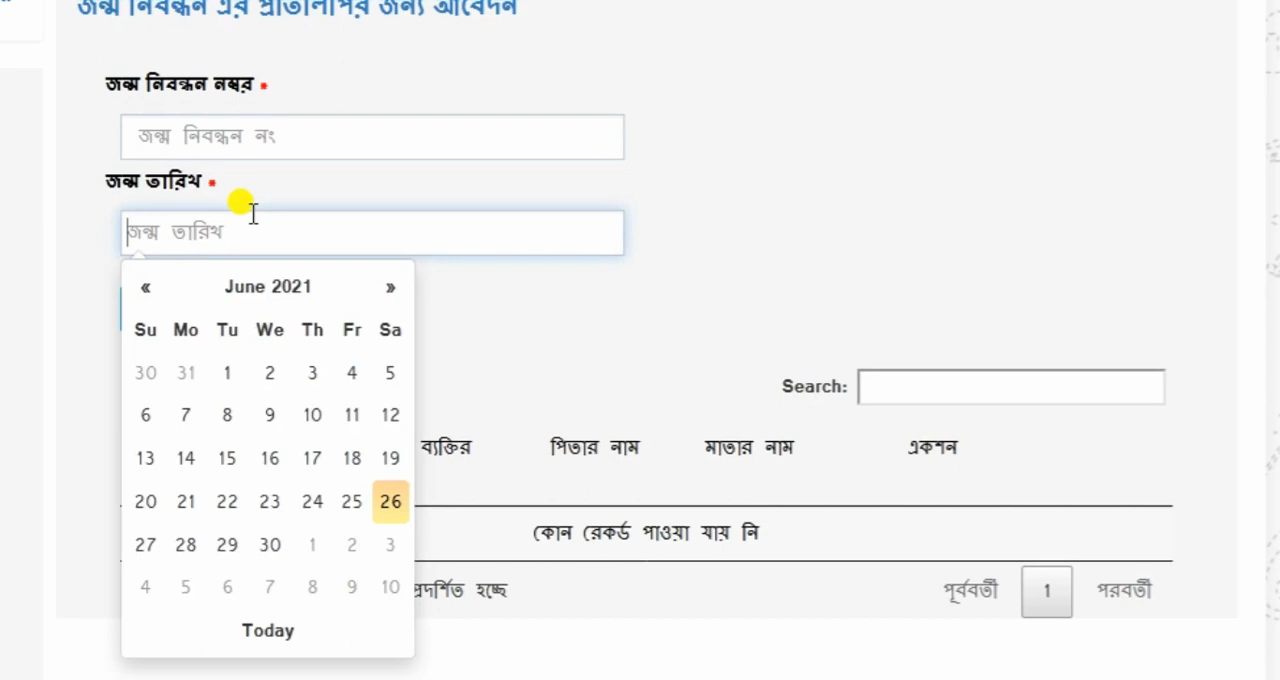 জন্ম নিবন্ধন এর প্রতিলিপির জন্য আবেদন
জন্ম নিবন্ধন নম্বর *
জন্ম নিবন্ধন নং
জন্ম তারিখ *
জন্ম তারিখ
« June 2021 »
Su Mo Tu We Th Fr Sa
30 31 1 2 3 4 5
6 7 8 9 10 11 12
13 14 15 16 17 18 19
20 21 22 23 24 25 26
27 28 29 30 1 2 3
4 5 6 7 8 9 10
Today
Search:
ব্যক্তির পিতার নাম মাতার নাম একশন
কোন রেকর্ড পাওয়া যায় নি
প্রদর্শিত হচ্ছে
পূর্ববর্তী 1 পরবর্তী